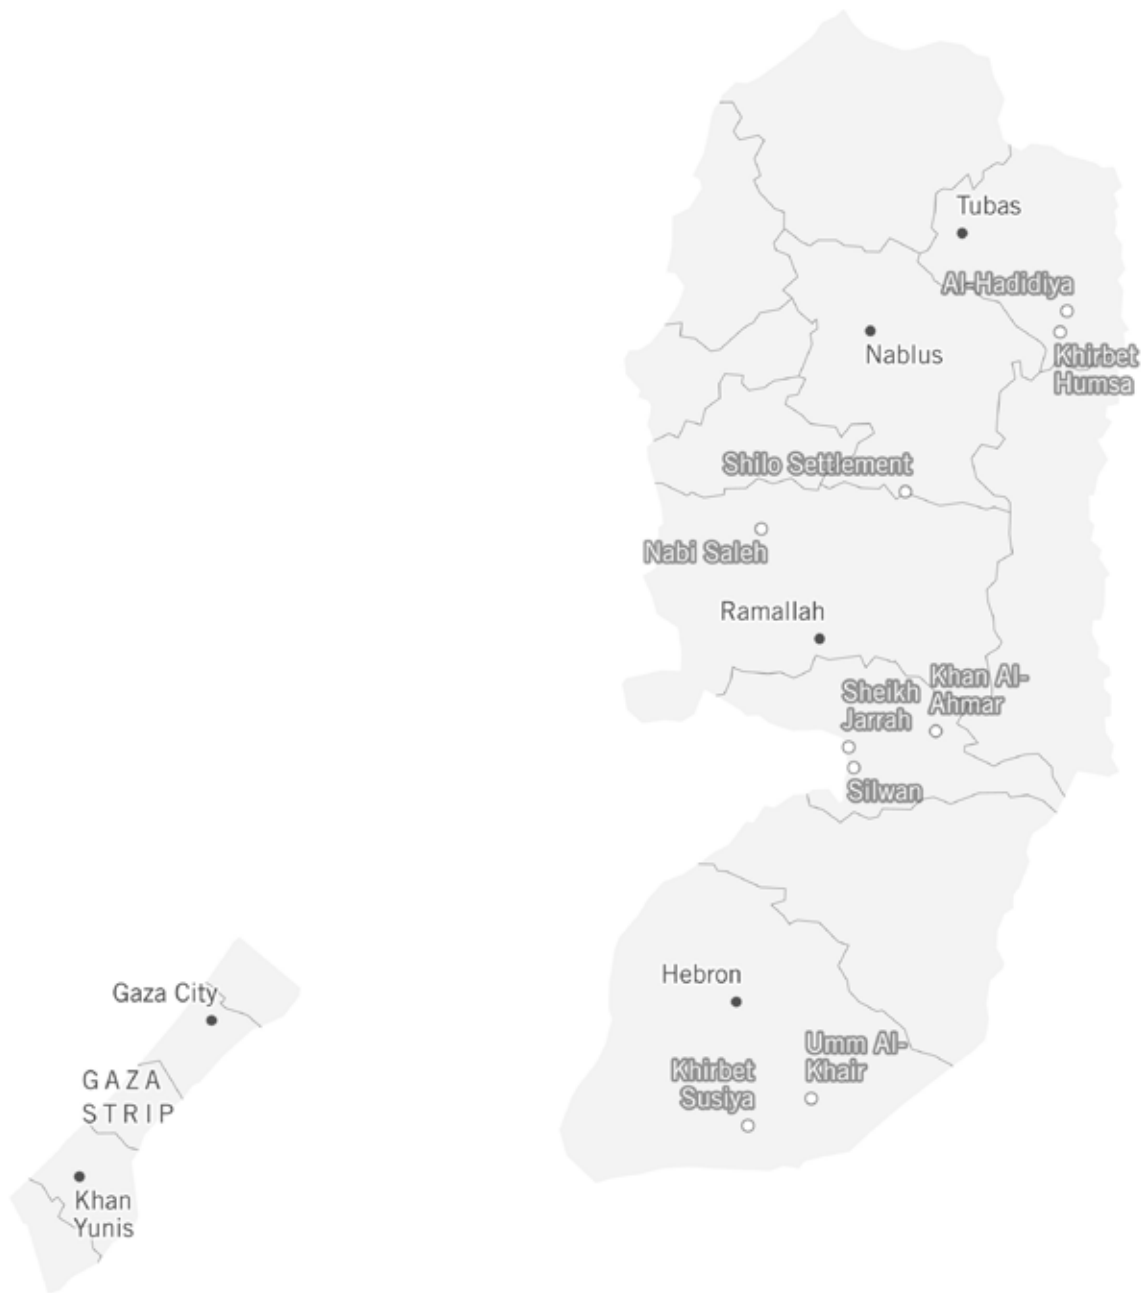 Tubas
Al-Hadidiya
Nablus
Khirbet
Humsa
Shilo Settlement
Nabi Saleh
Ramallah
Khan Al-
Ahmar
Sheikh
Jarrah
Silwan
Hebron
Gaza City
Umm Al-
Khair
Khirbet
Susiya
GAZA
STRIP
Khan
Yunis